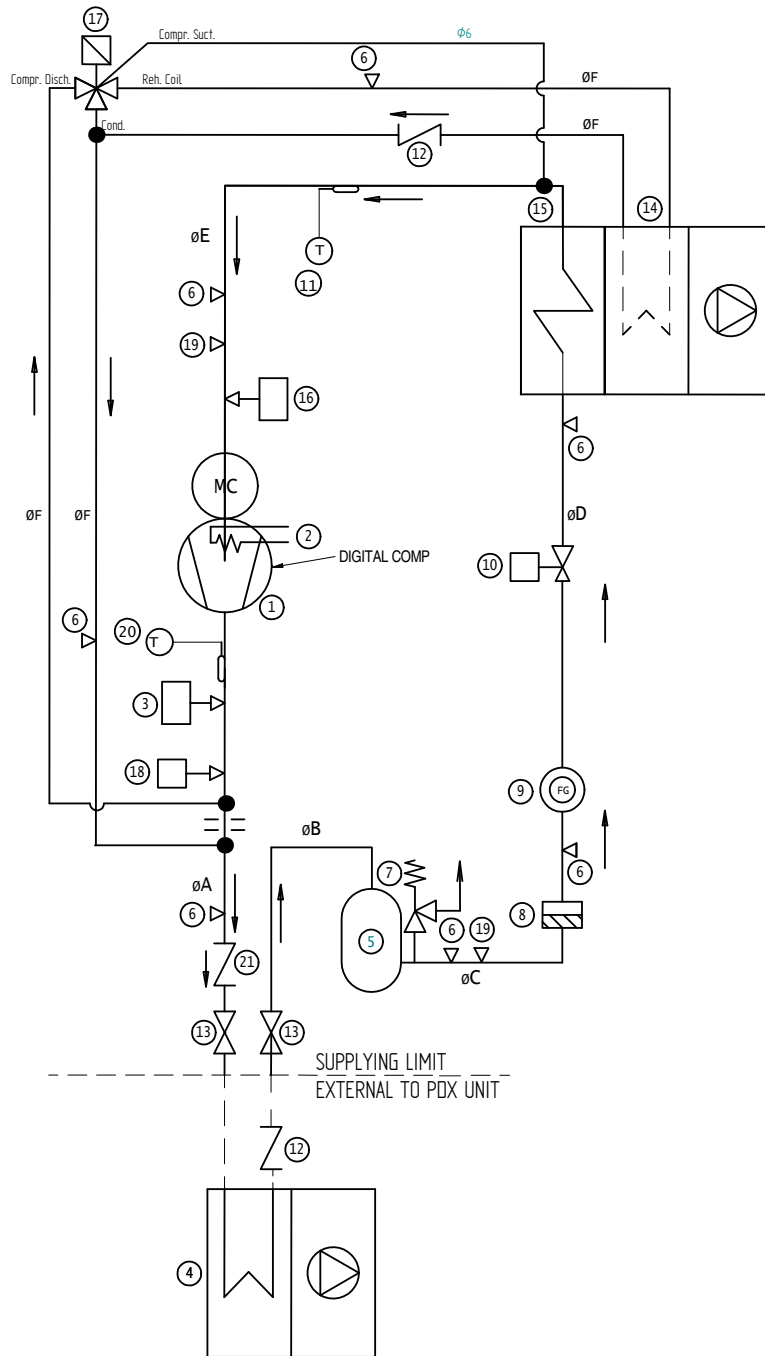 17
Compr. Suct.
Φ6
6
Compr. Disch.
Reh. Coil
ØF
Cond.
ØF
12
15
14
øE
T
11
6
19
16
6
MC
øD
ØF
ØF
2
DIGITAL COMP
10
1
6
20
T
3
18
9
FG
øB
6
7
øA
8
6
6
19
5
21
øC
13
13
SUPPLYING LIMIT
EXTERNAL TO PDX UNIT
12
4